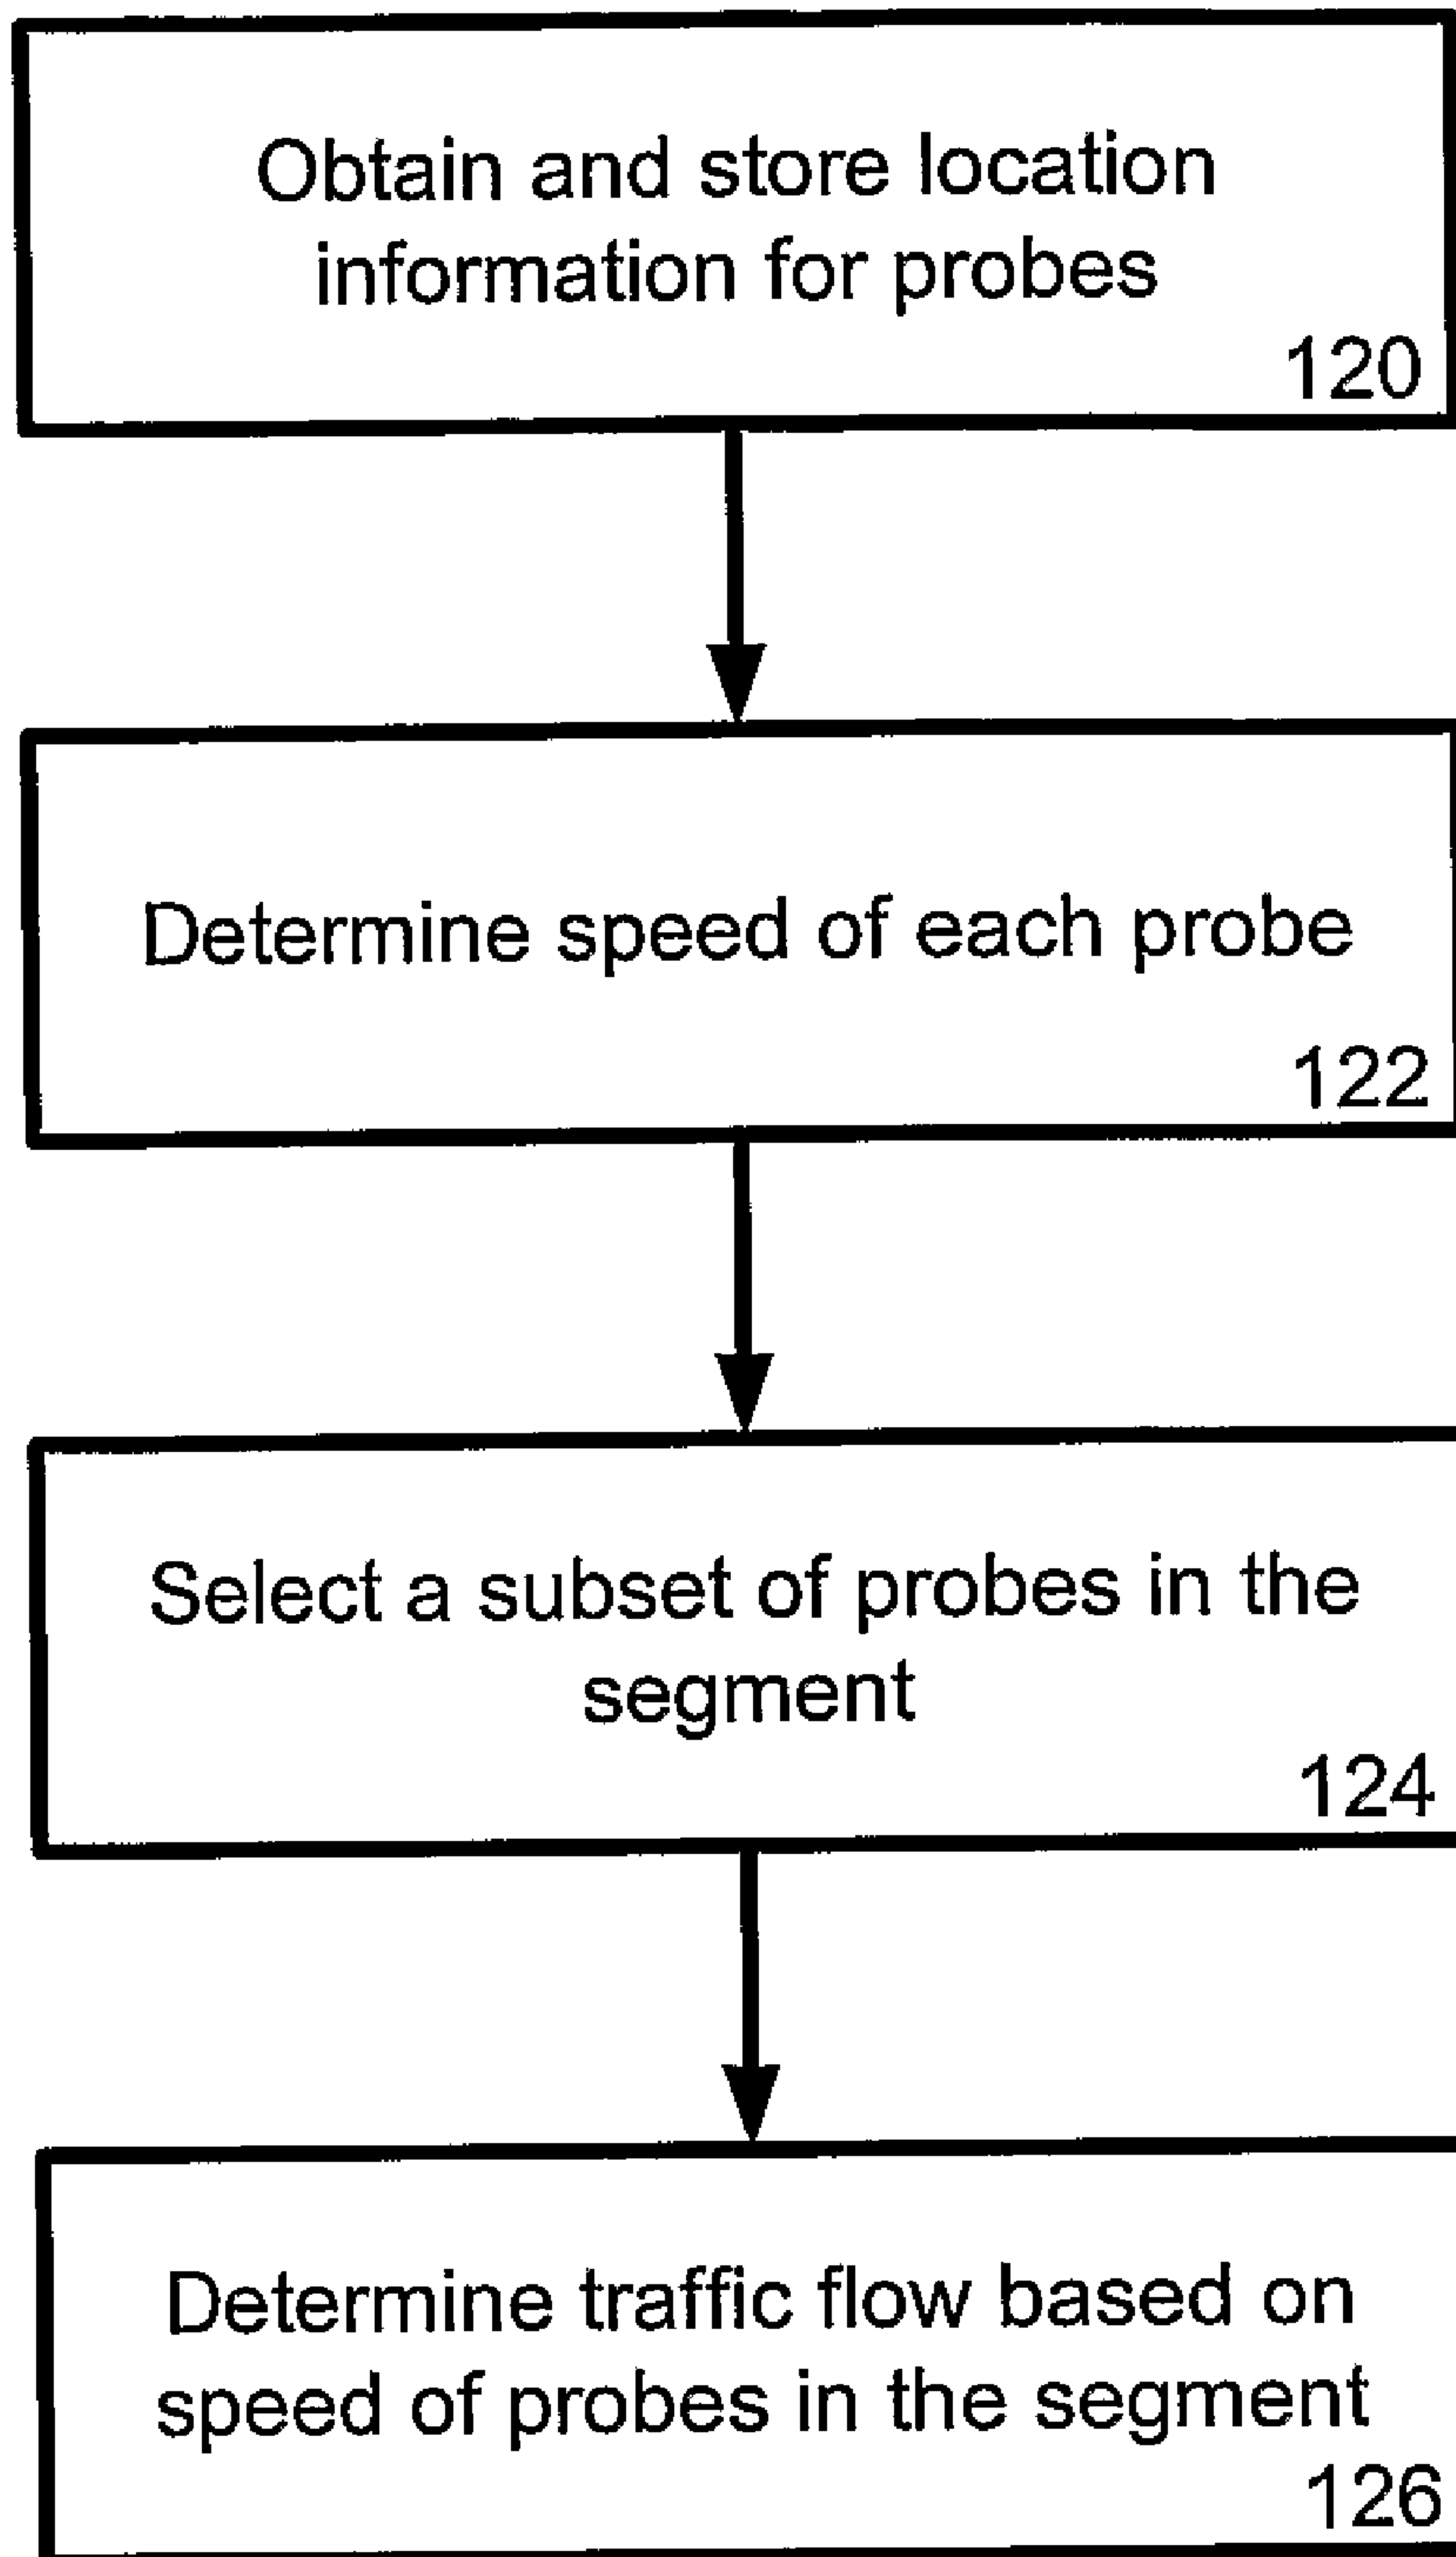 Obtain and store location
information for probes
120
Determine speed of each probe
122
Select a subset of probes in the
segment
124
Determine traffic flow based on
speed of probes in the segment
126